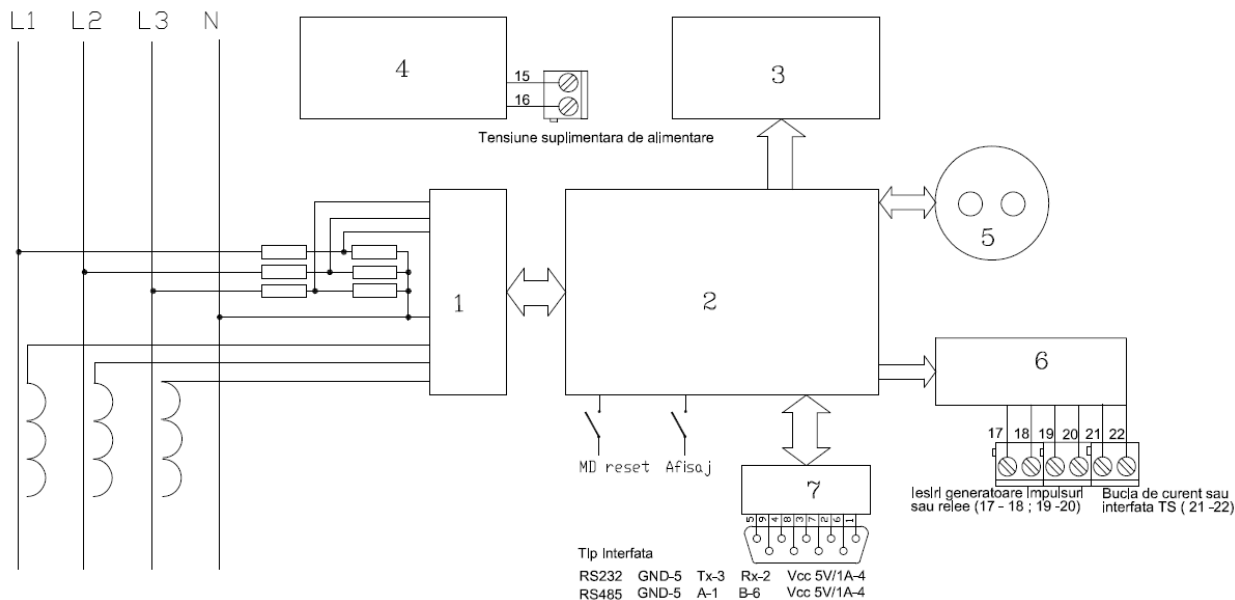 L1 L2 L3 N
4
15
16
Tensiune suplimentara de alimentare
3
5
1
2
6
17 18 19 20 21 22
MD reset Afisaj
7
5 9 4 8 3 7 2 6 1
Iesiri generatoare Impulsuri
sau relee (17 - 18 ; 19 -20)
Bucla de curent sau
interfata TS ( 21 -22)
Tip Interfata
RS232 GND-5 Tx-3 Rx-2 Vcc 5V/1A-4
RS485 GND-5 A-1 B-6 Vcc 5V/1A-4